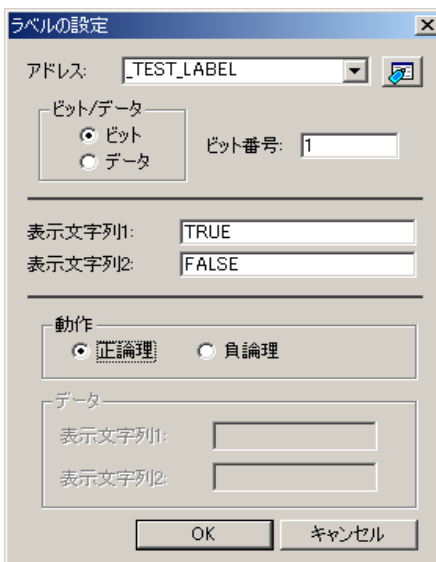 ラベルの設定
アドレス: _TEST_LABEL
ビット/データ
ビット
データ
ビット番号: 1
表示文字列1: TRUE
表示文字列2: FALSE
動作
正論理 負論理
データ
表示文字列1:
表示文字列2:
OK キャンセル